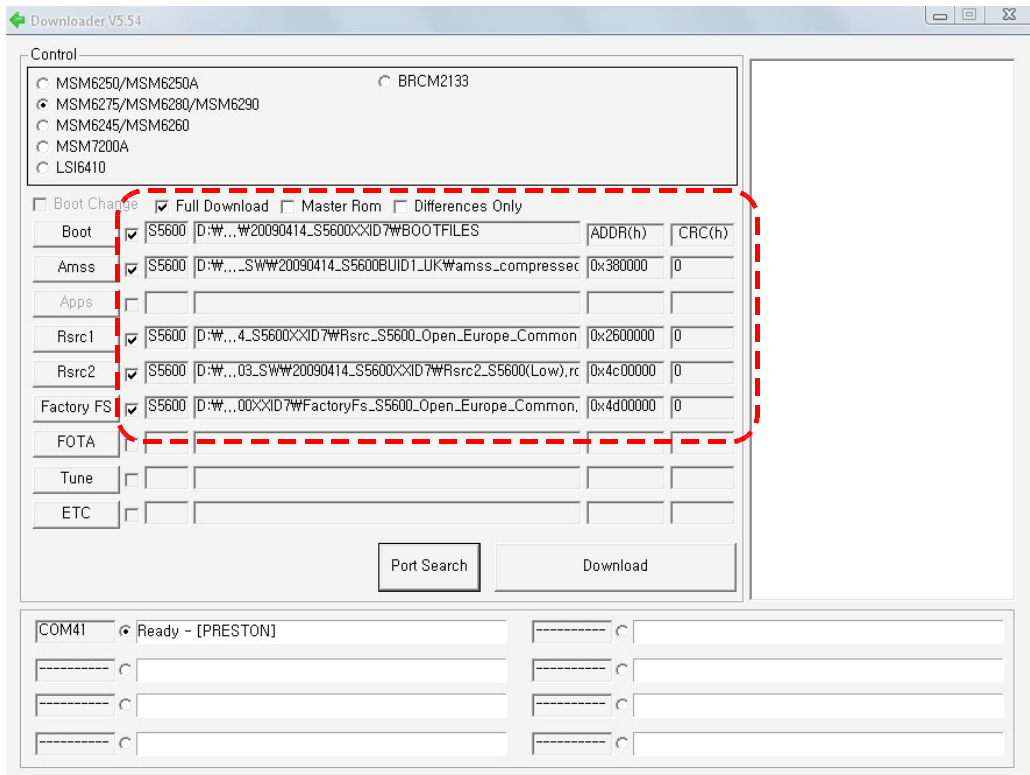 Downloader V5.54
Control
MSM6250/MSM6250A BRCM2133
MSM6275/MSM6280/MSM6290
MSM6245/MSM6260
MSM7200A
LSI6410
Boot Change Full Download Master Rom Differences Only
Boot S5600 D:₩...₩20090414_S5600XXID7₩BOOTFILES ADDR(h) CRC(h)
Amss S5600 D:₩..._SW₩20090414_S5600BUID1_UK₩amss_compressed 0x380000 0
Apps
Rsrc1 S5600 D:₩...4_S5600XXID7₩Rsrc_S5600_Open_Europe_Common 0x2600000 0
Rsrc2 S5600 D:₩...03_SW₩20090414_S5600XXID7₩Rsrc2_S5600(Low).rc 0x4c00000 0
Factory FS S5600 D:₩...00XXID7₩FactoryFs_S5600_Open_Europe_Common. 0x4d00000 0
FOTA
Tune
ETC
Port Search Download
COM41 Ready - [PRESTON] ----------
---------- ----------
---------- ----------
---------- ----------